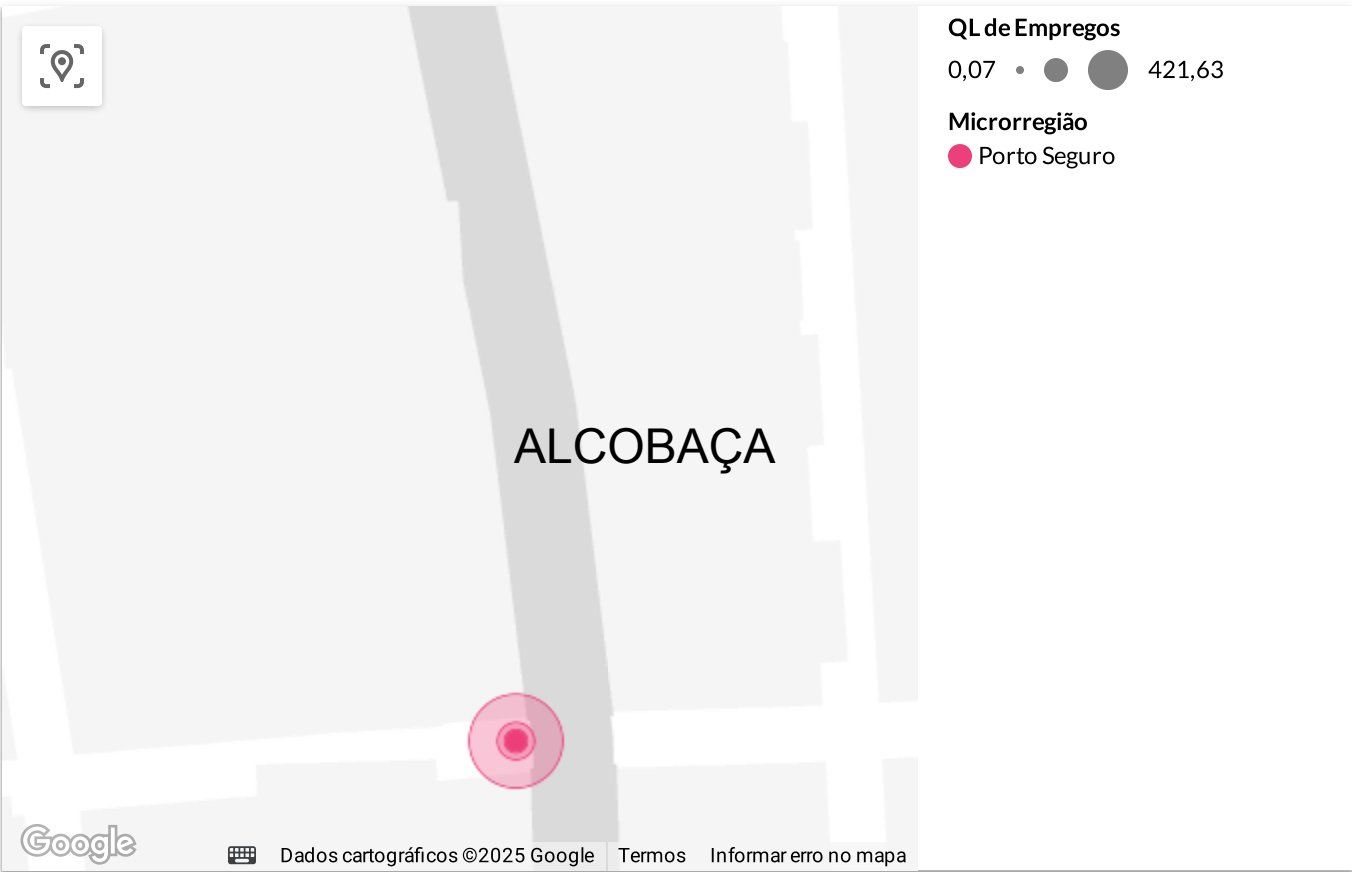 QL de Empregos
0,07 421,63
Microrregião
Porto Seguro
ALCOBAÇA
Google
Dados cartográficos ©2025 Google Termos Informar erro no mapa